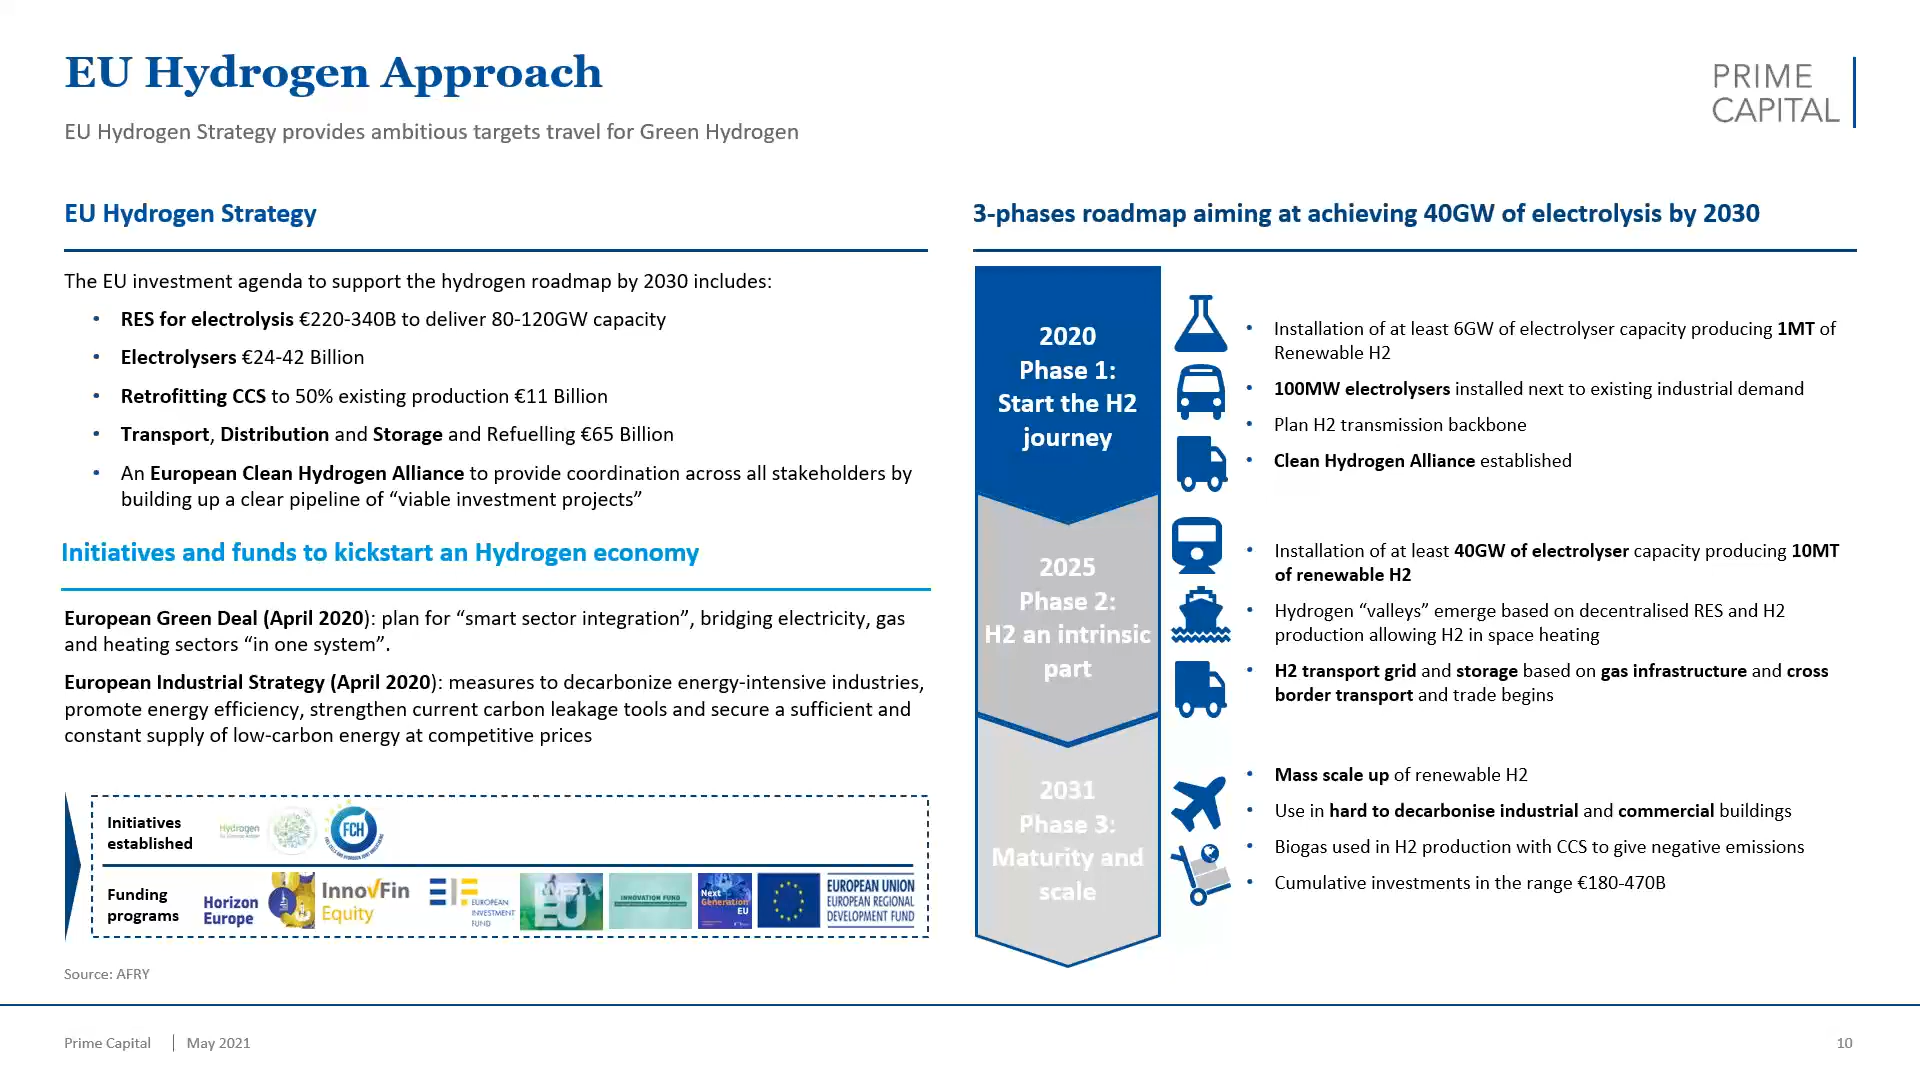 EU Hydrogen Approach
EU Hydrogen Strategy provides ambitious targets travel for Green Hydrogen
PRIME
CAPITAL
EU Hydrogen Strategy
The EU investment agenda to support the hydrogen roadmap by 2030 includes:
• RES for electrolysis €220-340B to deliver 80-120GW capacity
• Electrolysers €24-42 Billion
• Retrofitting CCS to 50% existing production €11 Billion
• Transport, Distribution and Storage and Refuelling €65 Billion
• An European Clean Hydrogen Alliance to provide coordination across all stakeholders by
building up a clear pipeline of “viable investment projects”
Initiatives and funds to kickstart an Hydrogen economy
European Green Deal (April 2020): plan for “smart sector integration”, bridging electricity, gas
and heating sectors “in one system”.
European Industrial Strategy (April 2020): measures to decarbonize energy-intensive industries,
promote energy efficiency, strengthen current carbon leakage tools and secure a sufficient and
constant supply of low-carbon energy at competitive prices
Initiatives
established
Hydrogen
FCH
Funding
programs
Horizon
Europe
InnovFin
Equity
EIF
EUROPEAN
INVESTMENT
FUND
INVEST
EU
INNOVATION FUND
Next
Generation
EU
EUROPEAN UNION
EUROPEAN REGIONAL
DEVELOPMENT FUND
Source: AFRY
3-phases roadmap aiming at achieving 40GW of electrolysis by 2030
2020
Phase 1:
Start the H2
journey
• Installation of at least 6GW of electrolyser capacity producing 1MT of
Renewable H2
• 100MW electrolysers installed next to existing industrial demand
• Plan H2 transmission backbone
• Clean Hydrogen Alliance established
2025
Phase 2:
H2 an intrinsic
part
• Installation of at least 40GW of electrolyser capacity producing 10MT
of renewable H2
• Hydrogen “valleys” emerge based on decentralised RES and H2
production allowing H2 in space heating
• H2 transport grid and storage based on gas infrastructure and cross
border transport and trade begins
2031
Phase 3:
Maturity and
scale
• Mass scale up of renewable H2
• Use in hard to decarbonise industrial and commercial buildings
• Biogas used in H2 production with CCS to give negative emissions
• Cumulative investments in the range €180-470B
Prime Capital | May 2021
10